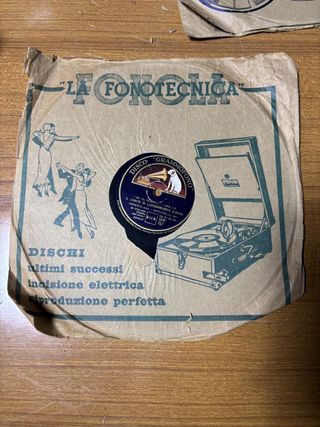 "LA FONOTECNICA"
FONOLA
DISCO "GRAMMOFONO"
DISCHI
ultimi successi
incisione elettrica
riproduzione perfetta